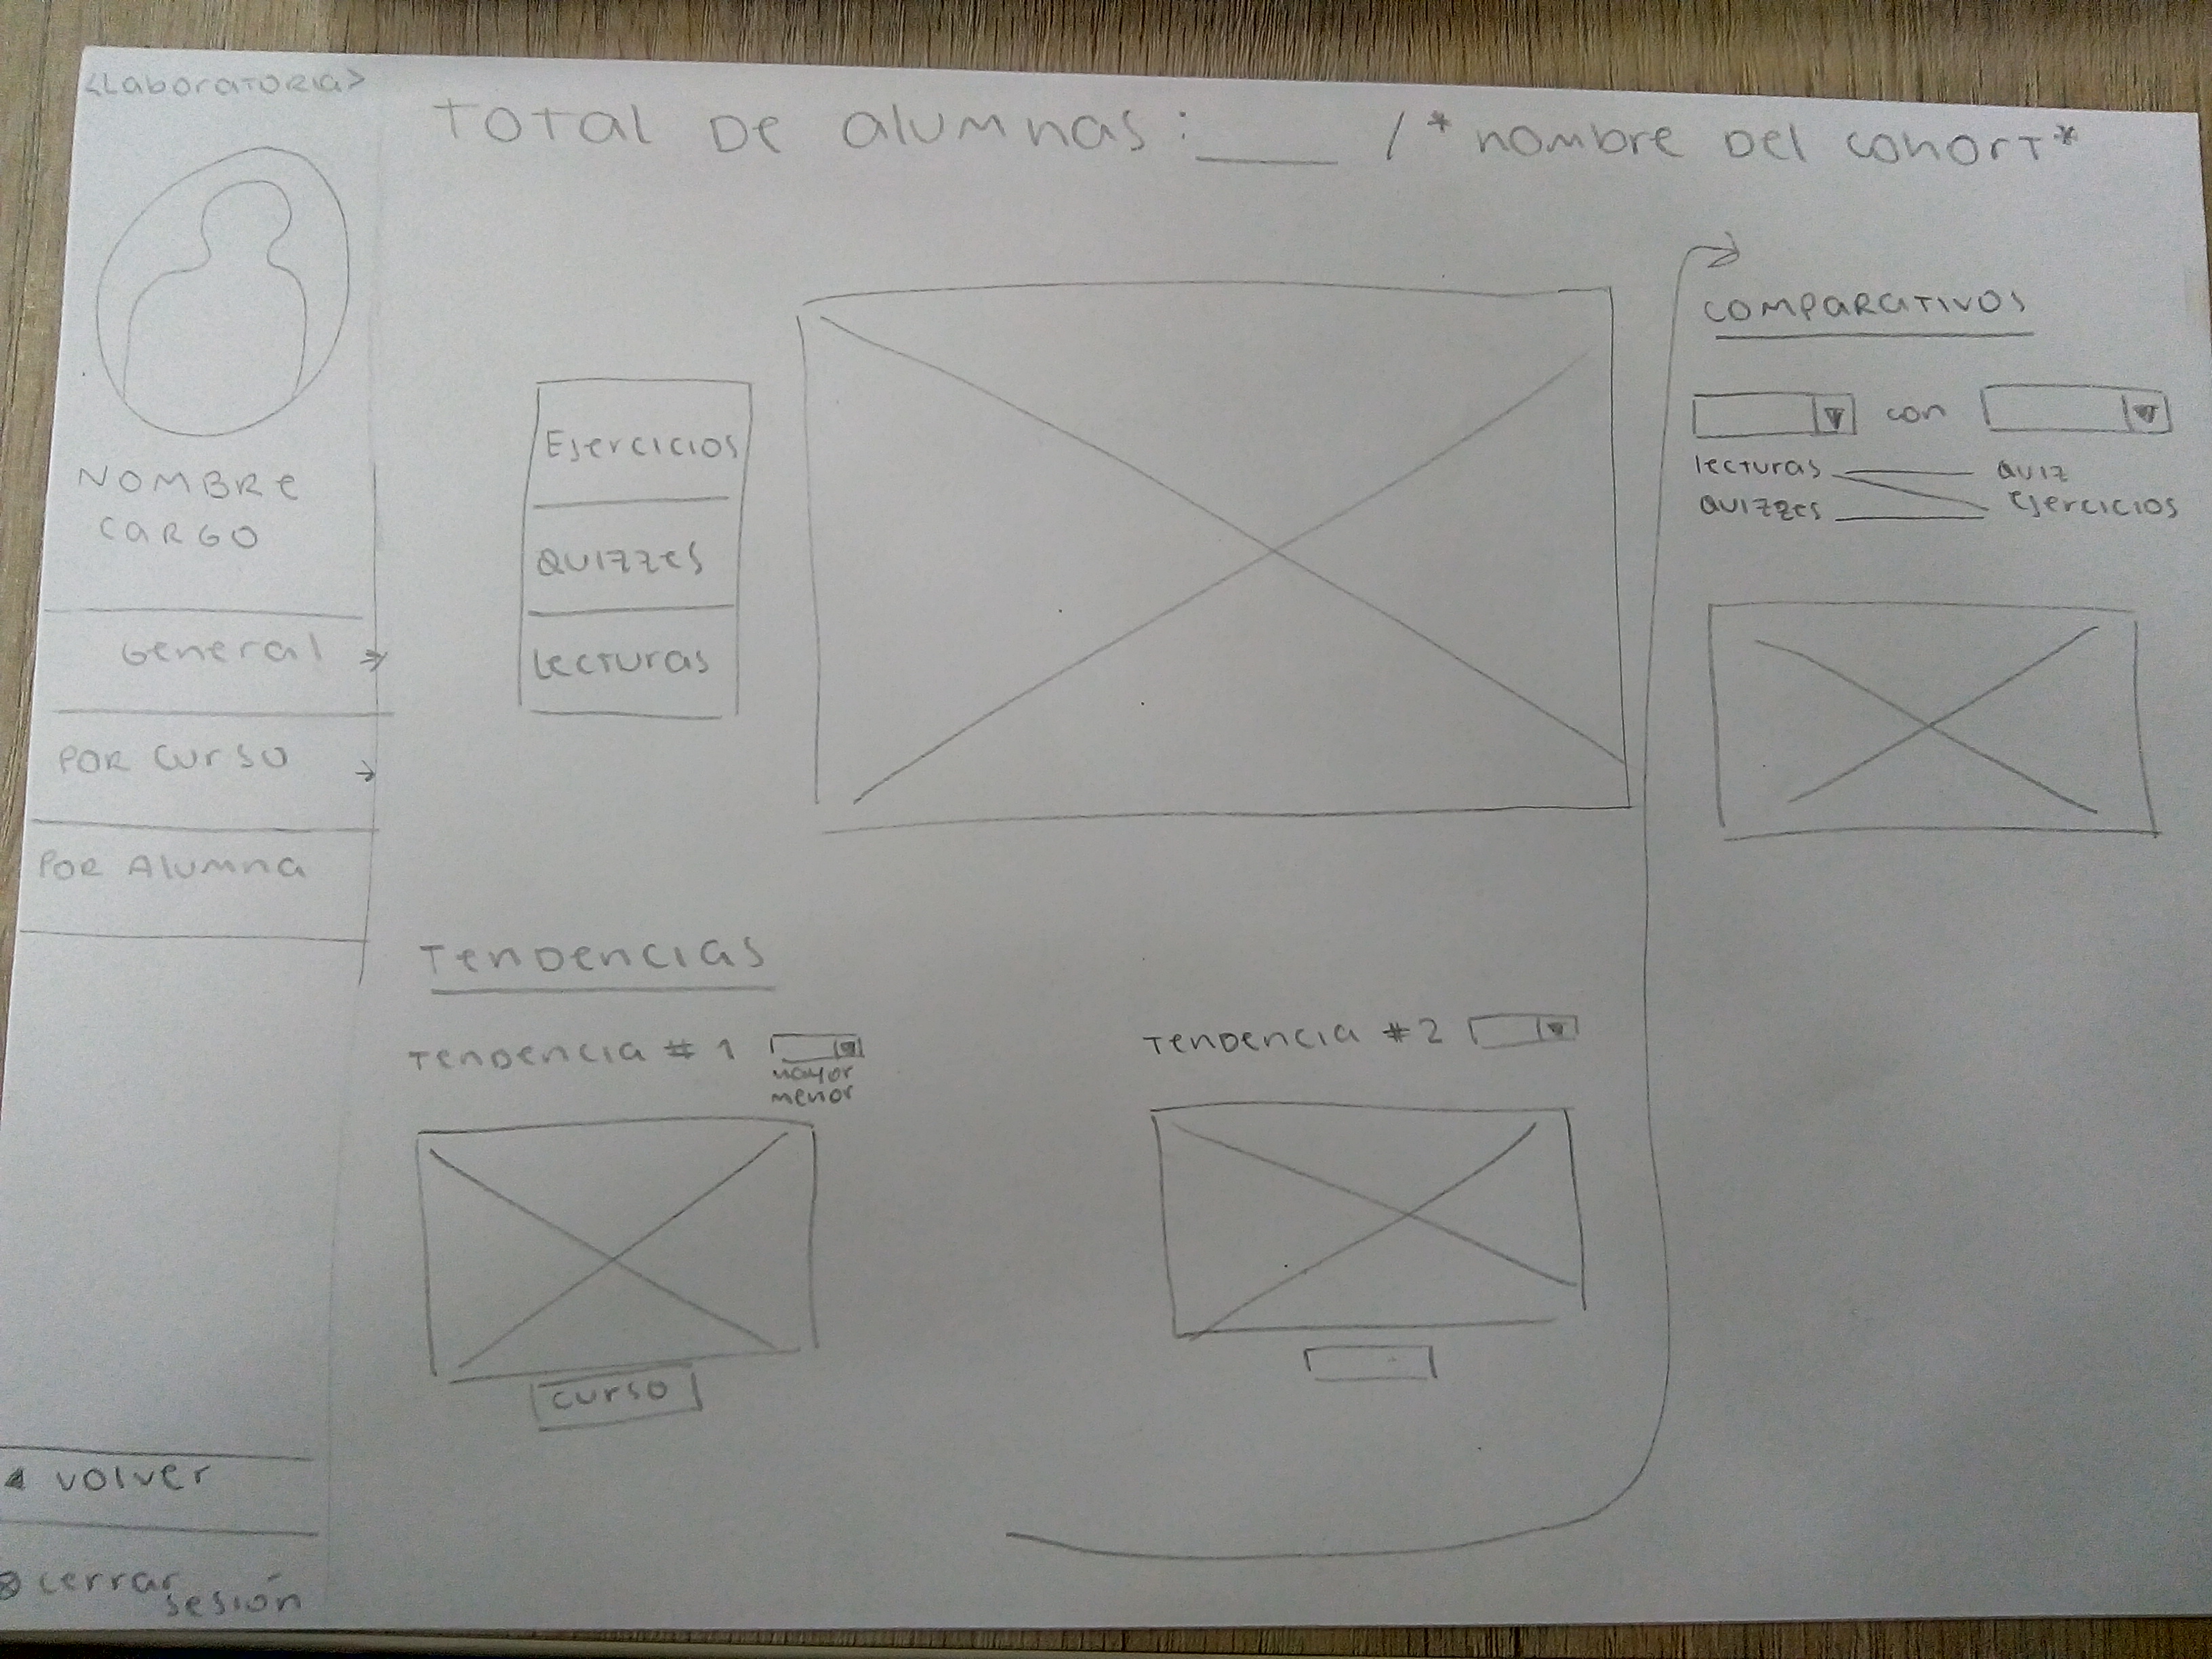 <Laboratoria>
Total de alumnas: ____ /*nombre del cohort*
Nombre
Cargo
General
Por curso
Por Alumna
volver
cerrar
sesión
Ejercicios
Quizzes
Lecturas
Tendencias
Tendencia #1
mayor
menor
curso
Tendencia #2
Comparativos
con
lecturas quiz
quizzes ejercicios